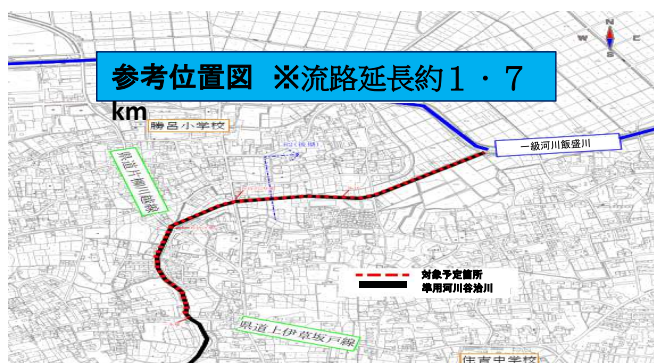 N
W E
S
参考位置図 ※流路延長約１・７
km
勝呂小学校
一級河川飯盛川
県道片柳川越線
対象予定箇所
準用河川谷治川
県道上伊草坂戸線
住吉中学校